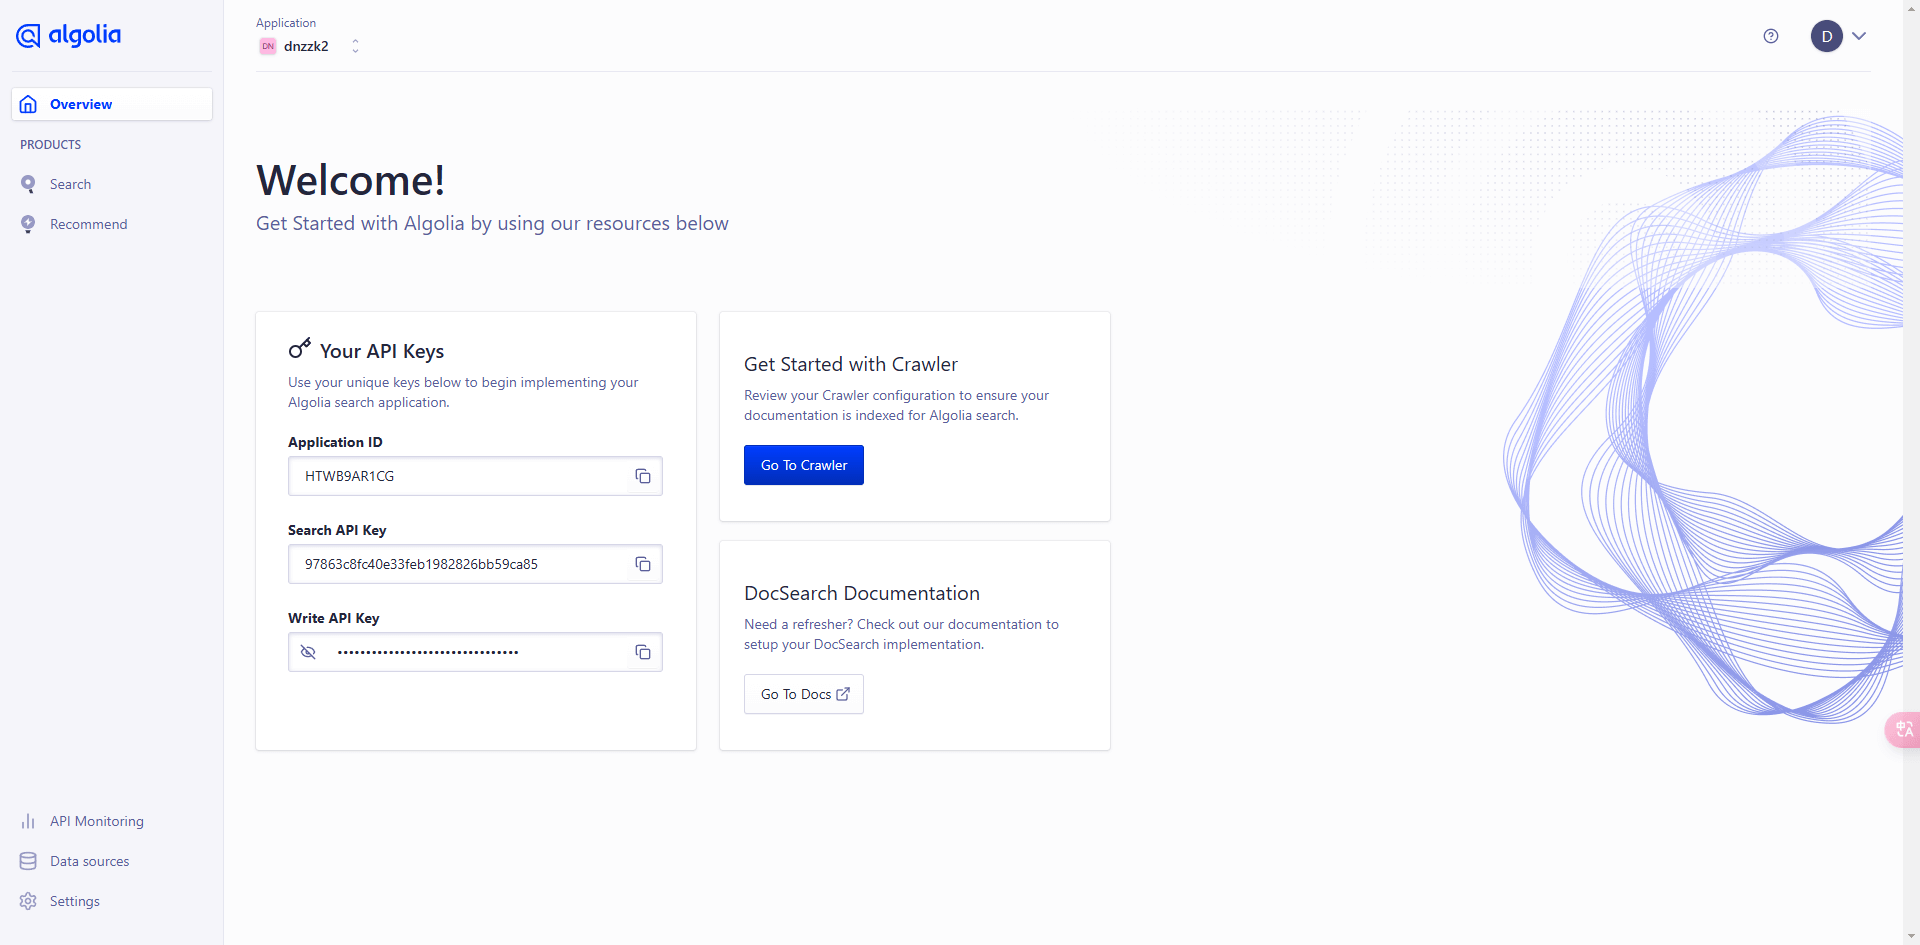 algolia
Overview
PRODUCTS
Search
Recommend
API Monitoring
Data sources
Settings
Application
DN dnzzk2
D
Welcome!
Get Started with Algolia by using our resources below
Your API Keys
Use your unique keys below to begin implementing your
Algolia search application.
Application ID
HTWB9AR1CG
Search API Key
97863c8fc40e33feb1982826bb59ca85
Write API Key
••••••••••••••••••••••••••••••••
Get Started with Crawler
Review your Crawler configuration to ensure your
documentation is indexed for Algolia search.
Go To Crawler
DocSearch Documentation
Need a refresher? Check out our documentation to
setup your DocSearch implementation.
Go To Docs